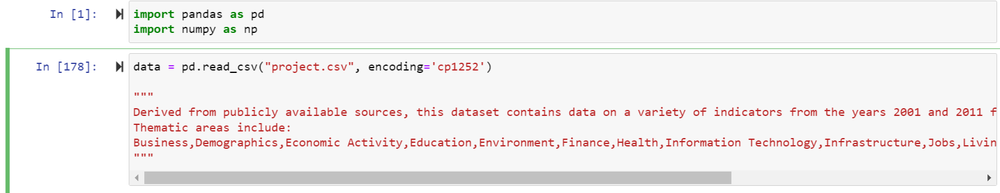 In [1]:
import pandas as pd
import numpy as np
In [178]:
data = pd.read_csv("project.csv", encoding='cp1252')
"""
Derived from publicly available sources, this dataset contains data on a variety of indicators from the years 2001 and 2011 f
Thematic areas include:
Business,Demographics,Economic Activity,Education,Environment,Finance,Health,Information Technology,Infrastructure,Jobs,Livin
"""